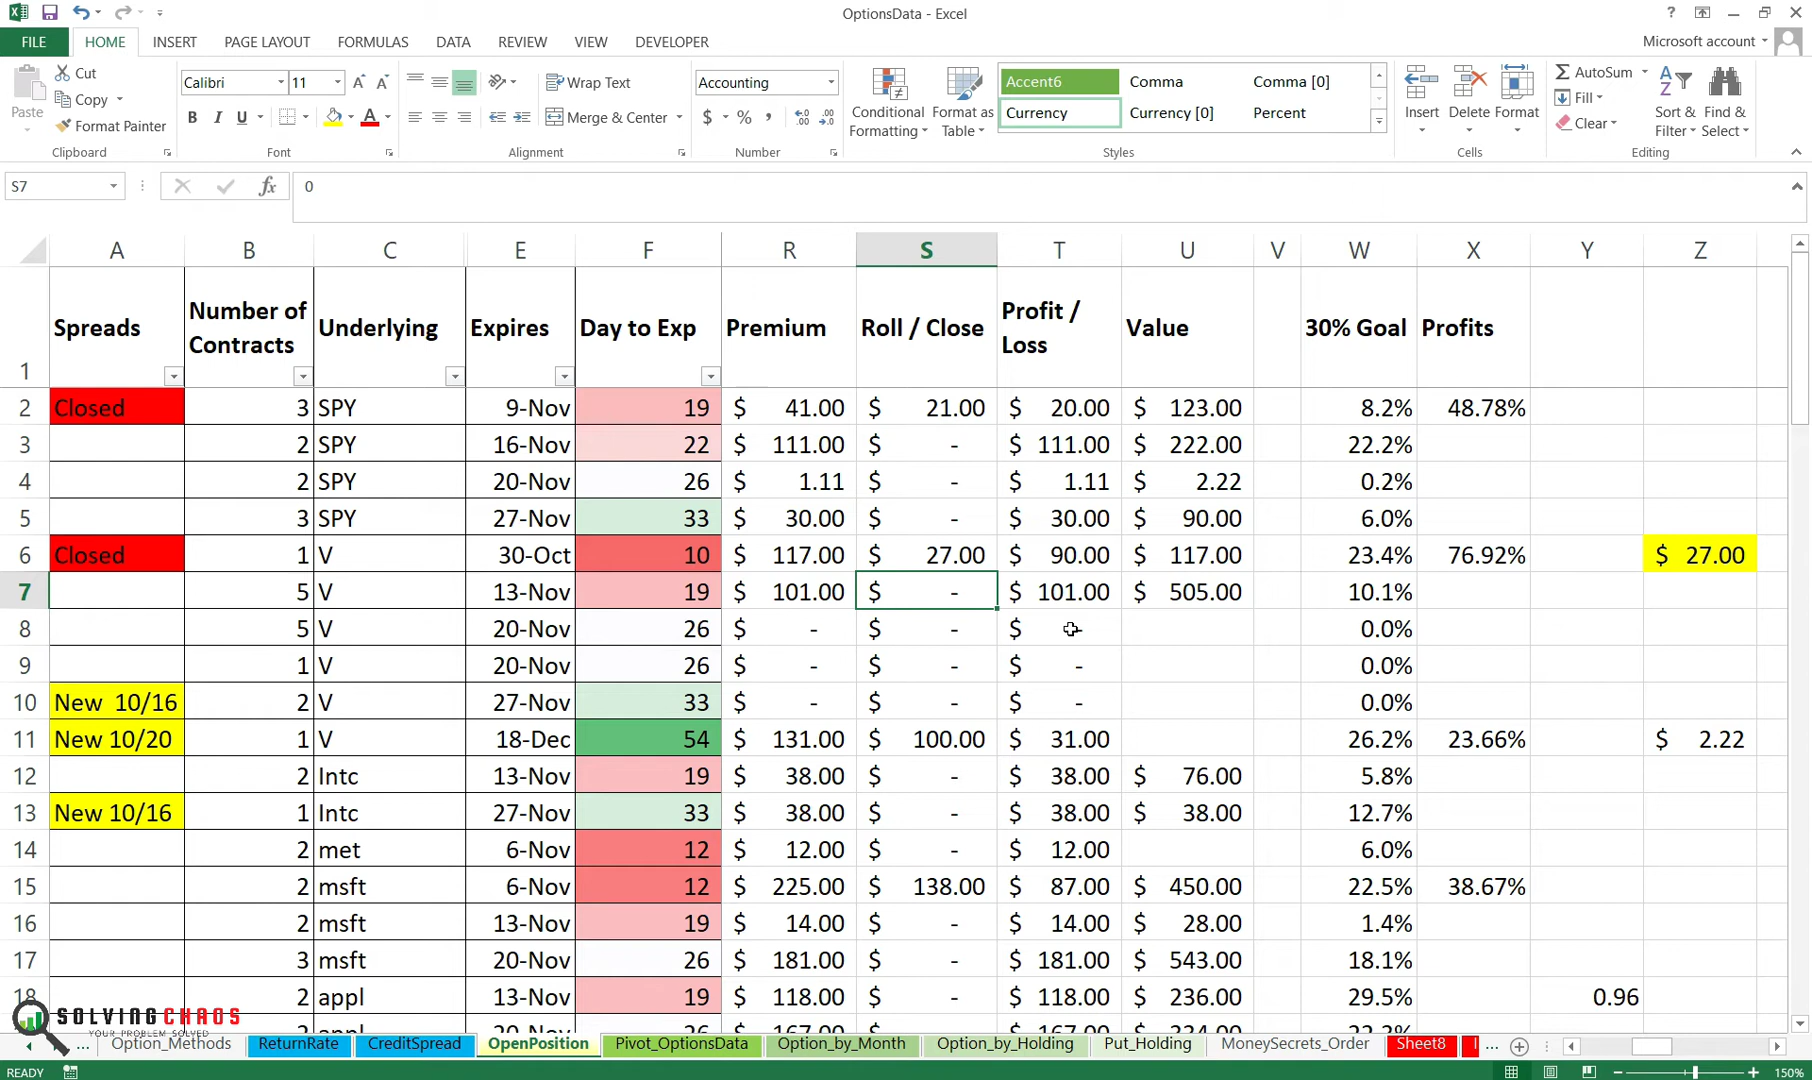 OptionsData - Excel
FILE HOME INSERT PAGE LAYOUT FORMULAS DATA REVIEW VIEW DEVELOPER Microsoft account
Paste Cut Copy Format Painter Clipboard
Calibri 11 B I U A Font
Wrap Text Merge & Center Alignment
Accounting $ % , Number
Conditional Formatting Format as Table
Accent6 Comma Comma [0]
Currency Currency [0] Percent
Styles
Insert Delete Format Cells
AutoSum Fill Clear Sort & Filter Find & Select Editing
S7 fx 0
A B C E F R S T U V W X Y Z
1 Spreads Number of Contracts Underlying Expires Day to Exp Premium Roll / Close Profit / Loss Value 30% Goal Profits
2 Closed 3 SPY 9-Nov 19 $ 41.00 $ 21.00 $ 20.00 $ 123.00 8.2% 48.78%
3 2 SPY 16-Nov 22 $ 111.00 $ - $ 111.00 $ 222.00 22.2%
4 2 SPY 20-Nov 26 $ 1.11 $ - $ 1.11 $ 2.22 0.2%
5 3 SPY 27-Nov 33 $ 30.00 $ - $ 30.00 $ 90.00 6.0%
6 Closed 1 V 30-Oct 10 $ 117.00 $ 27.00 $ 90.00 $ 117.00 23.4% 76.92% $ 27.00
7 5 V 13-Nov 19 $ 101.00 $ - $ 101.00 $ 505.00 10.1%
8 5 V 20-Nov 26 $ - $ - $ - 0.0%
9 1 V 20-Nov 26 $ - $ - $ - 0.0%
10 New 10/16 2 V 27-Nov 33 $ - $ - $ - 0.0%
11 New 10/20 1 V 18-Dec 54 $ 131.00 $ 100.00 $ 31.00 26.2% 23.66% $ 2.22
12 2 Intc 13-Nov 19 $ 38.00 $ - $ 38.00 $ 76.00 5.8%
13 New 10/16 1 Intc 27-Nov 33 $ 38.00 $ - $ 38.00 $ 38.00 12.7%
14 2 met 6-Nov 12 $ 12.00 $ - $ 12.00 6.0%
15 2 msft 6-Nov 12 $ 225.00 $ 138.00 $ 87.00 $ 450.00 22.5% 38.67%
16 2 msft 13-Nov 19 $ 14.00 $ - $ 14.00 $ 28.00 1.4%
17 3 msft 20-Nov 26 $ 181.00 $ - $ 181.00 $ 543.00 18.1%
18 2 appl 13-Nov 19 $ 118.00 $ - $ 118.00 $ 236.00 29.5% 0.96
SOLVINGCHAOS
YOUR PROBLEM SOLVED
... Option_Methods ReturnRate CreditSpread OpenPosition Pivot_OptionsData Option_by_Month Option_by_Holding Put_Holding MoneySecrets_Order Sheet8 ...
READY 150%